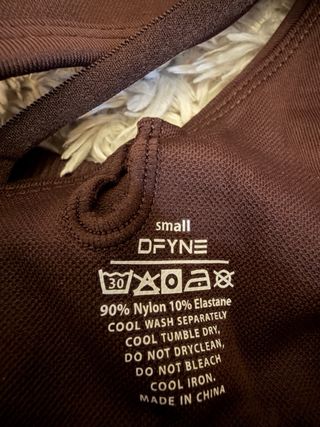 small
DFYNE
30
90% Nylon 10% Elastane
COOL WASH SEPARATELY
COOL TUMBLE DRY,
DO NOT DRYCLEAN,
DO NOT BLEACH
COOL IRON.
MADE IN CHINA